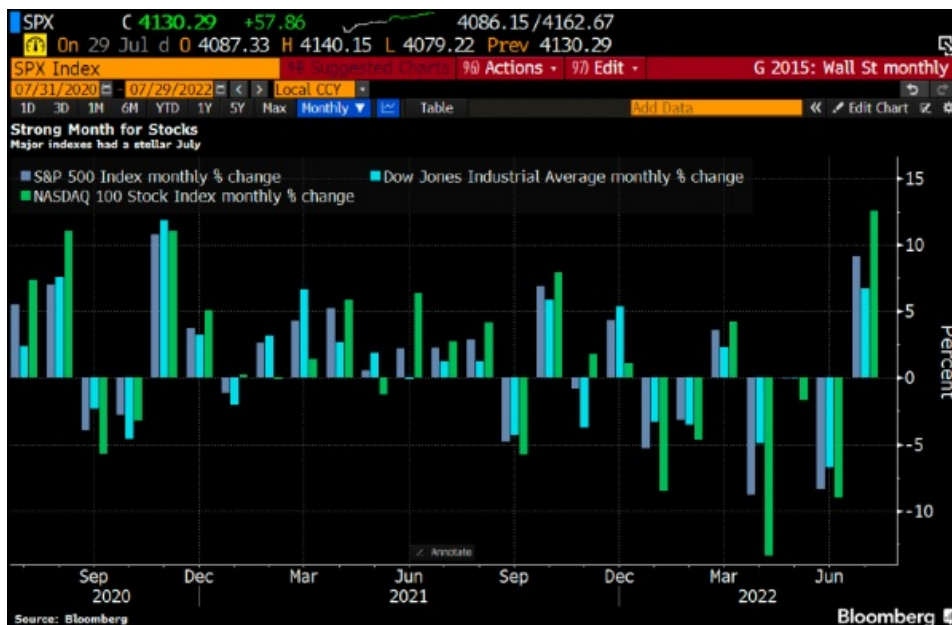 SPX C 4130.29 +57.86 4086.15/4162.67
On 29 Jul d O 4087.33 H 4140.15 L 4079.22 Prev 4130.29
SPX Index 94) Suggested Charts 96) Actions 97) Edit G 2015: Wall St monthly
07/31/2020 - 07/29/2022 < > Local CCY
1D 3D 1M 6M YTD 1Y 5Y Max Monthly ▼ Table Add Data « Edit Chart
Strong Month for Stocks
Major indexes had a stellar July
S&P 500 Index monthly % change Dow Jones Industrial Average monthly % change
NASDAQ 100 Stock Index monthly % change
15
10
5
0
-5
-10
Percent
Annotate
Sep Dec Mar Jun Sep Dec Mar Jun
2020 2021 2022
Source: Bloomberg Bloomberg